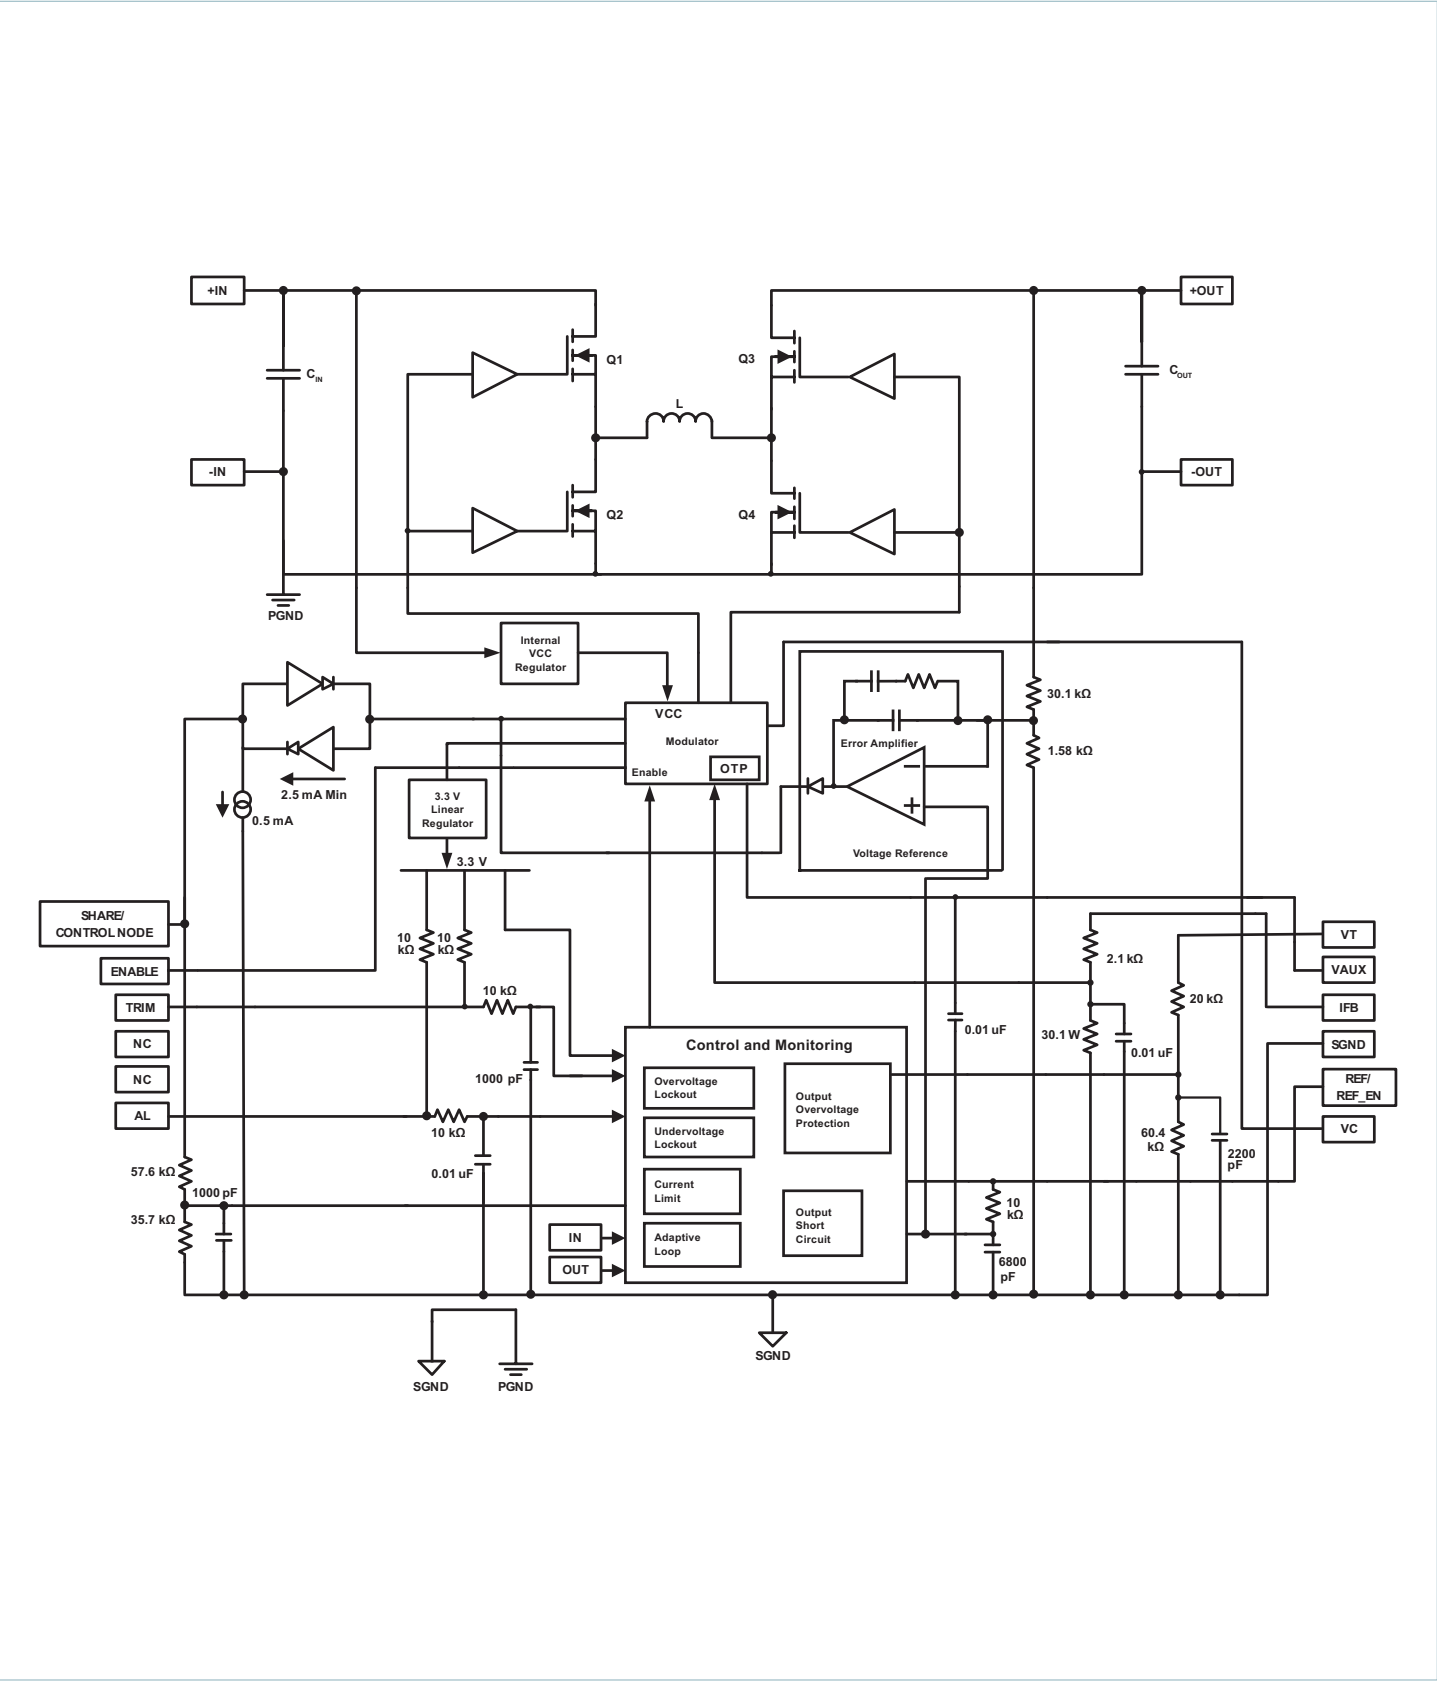 +IN
+OUT
Q1
Q3
C_IN
C_OUT
L
-IN
-OUT
Q2
Q4
PGND
Internal
VCC
Regulator
VCC
Modulator
Enable
OTP
30.1 kΩ
Error Amplifier
1.58 kΩ
Voltage Reference
2.5 mA Min
0.5 mA
3.3 V
Linear
Regulator
3.3 V
SHARE/
CONTROL NODE
ENABLE
TRIM
NC
NC
AL
10
kΩ
10
kΩ
10 kΩ
1000 pF
10 kΩ
0.01 uF
57.6 kΩ
1000 pF
35.7 kΩ
Control and Monitoring
Overvoltage
Lockout
Undervoltage
Lockout
Current
Limit
Adaptive
Loop
Output
Overvoltage
Protection
Output
Short
Circuit
IN
OUT
0.01 uF
2.1 kΩ
30.1 W
0.01 uF
20 kΩ
60.4
kΩ
2200
pF
10
kΩ
6800
pF
VT
VAUX
IFB
SGND
REF/
REF_EN
VC
SGND
SGND
PGND